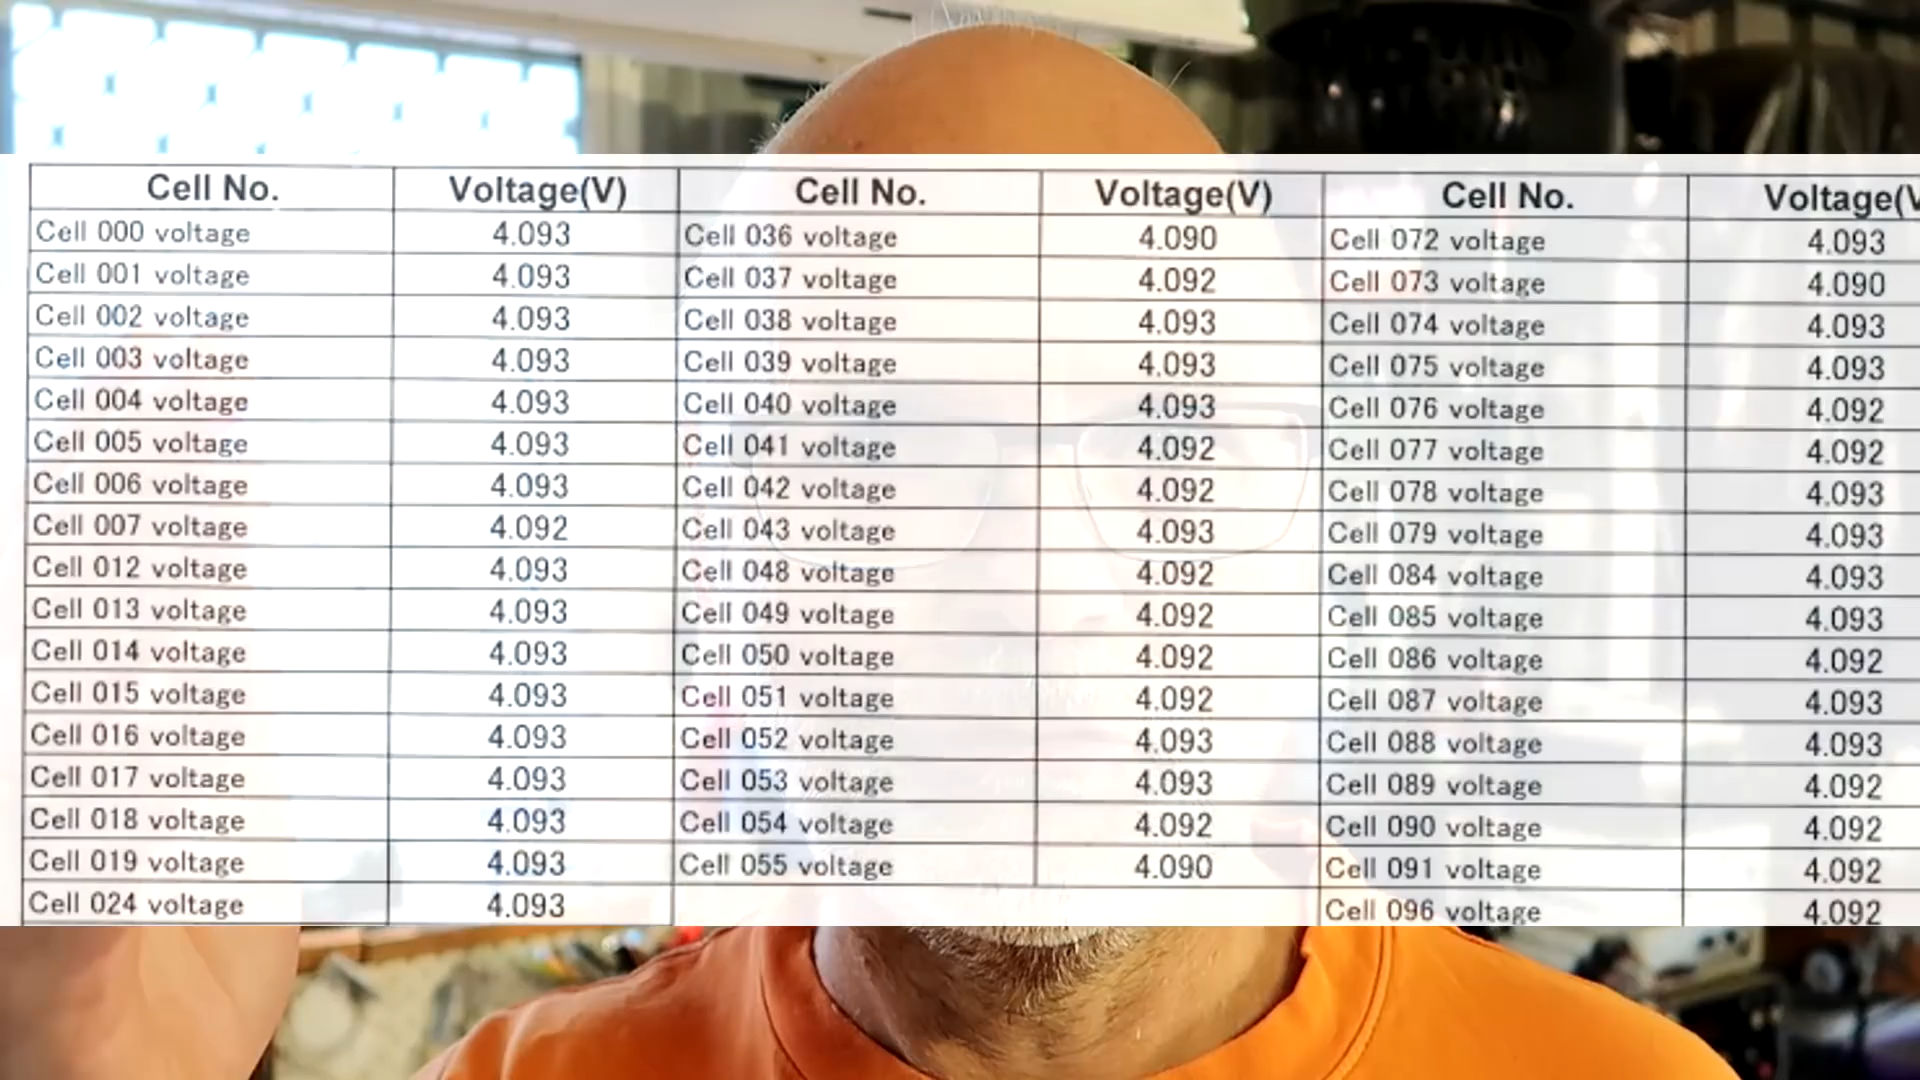 Cell No. Voltage(V) Cell No. Voltage(V) Cell No. Voltage(V
Cell 000 voltage 4.093 Cell 036 voltage 4.090 Cell 072 voltage 4.093
Cell 001 voltage 4.093 Cell 037 voltage 4.092 Cell 073 voltage 4.090
Cell 002 voltage 4.093 Cell 038 voltage 4.093 Cell 074 voltage 4.093
Cell 003 voltage 4.093 Cell 039 voltage 4.093 Cell 075 voltage 4.093
Cell 004 voltage 4.093 Cell 040 voltage 4.093 Cell 076 voltage 4.092
Cell 005 voltage 4.093 Cell 041 voltage 4.092 Cell 077 voltage 4.092
Cell 006 voltage 4.093 Cell 042 voltage 4.092 Cell 078 voltage 4.093
Cell 007 voltage 4.092 Cell 043 voltage 4.093 Cell 079 voltage 4.093
Cell 012 voltage 4.093 Cell 048 voltage 4.092 Cell 084 voltage 4.093
Cell 013 voltage 4.093 Cell 049 voltage 4.092 Cell 085 voltage 4.093
Cell 014 voltage 4.093 Cell 050 voltage 4.092 Cell 086 voltage 4.092
Cell 015 voltage 4.093 Cell 051 voltage 4.092 Cell 087 voltage 4.093
Cell 016 voltage 4.093 Cell 052 voltage 4.093 Cell 088 voltage 4.093
Cell 017 voltage 4.093 Cell 053 voltage 4.093 Cell 089 voltage 4.092
Cell 018 voltage 4.093 Cell 054 voltage 4.092 Cell 090 voltage 4.092
Cell 019 voltage 4.093 Cell 055 voltage 4.090 Cell 091 voltage 4.092
Cell 024 voltage 4.093 Cell 096 voltage 4.092